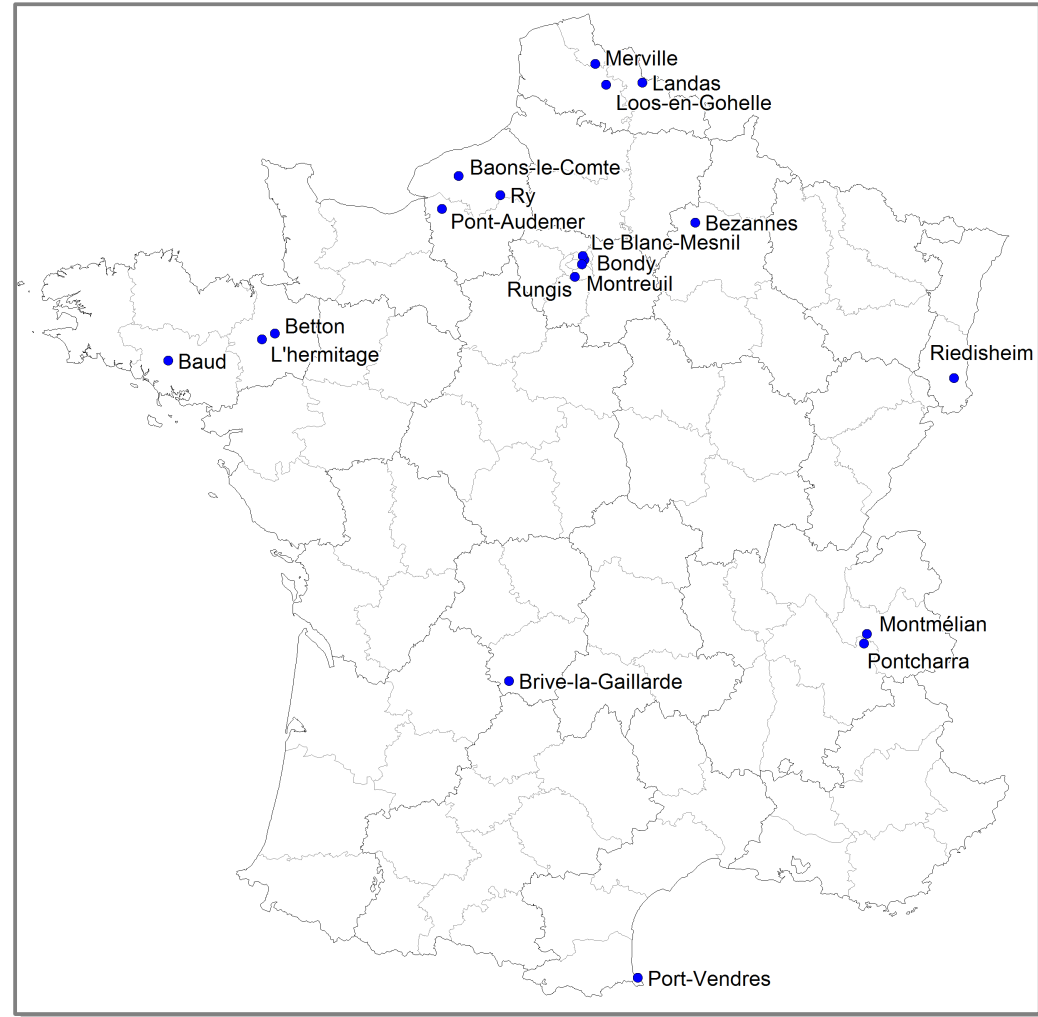 Merville
Landas
Loos-en-Gohelle
Baons-le-Comte
Ry
Pont-Audemer
Bezannes
Le Blanc-Mesnil
Bondy
Rungis
Montreuil
Betton
L'hermitage
Baud
Riedisheim
Montmélian
Pontcharra
Brive-la-Gaillarde
Port-Vendres